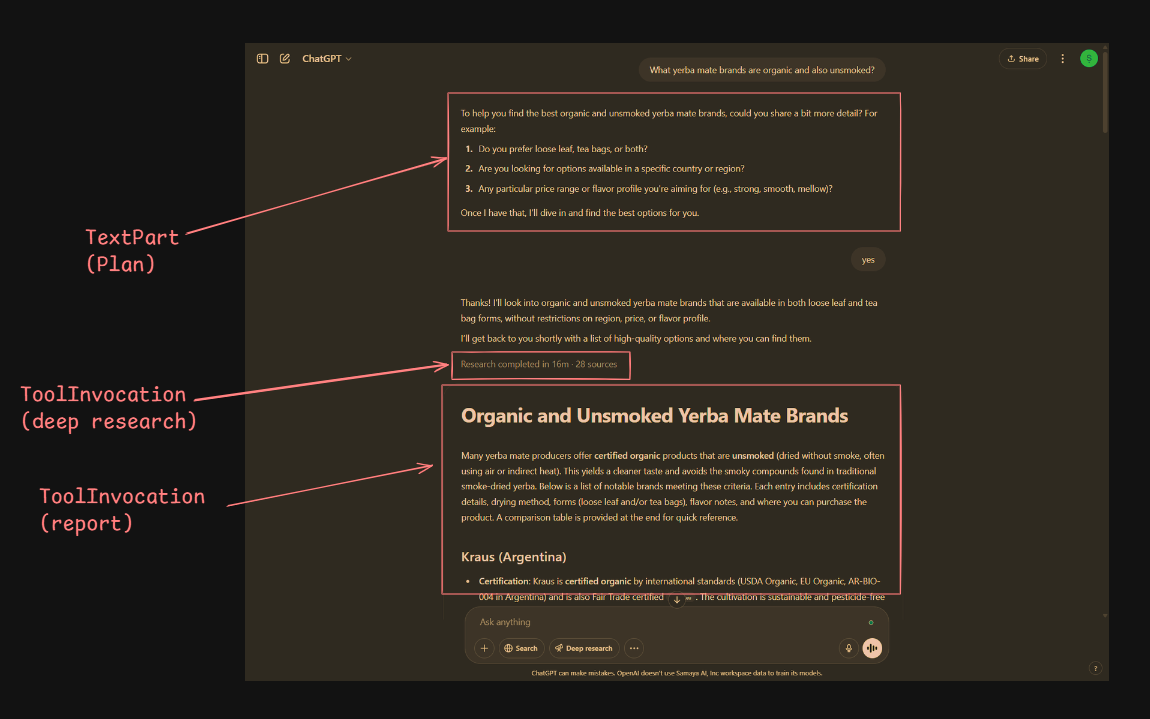 ChatGPT
Share
S
What yerba mate brands are organic and also unsmoked?
To help you find the best organic and unsmoked yerba mate brands, could you share a bit more detail? For
example:
1. Do you prefer loose leaf, tea bags, or both?
2. Are you looking for options available in a specific country or region?
3. Any particular price range or flavor profile you're aiming for (e.g., strong, smooth, mellow)?
Once I have that, I'll dive in and find the best options for you.
TextPart
(Plan)
yes
Thanks! I'll look into organic and unsmoked yerba mate brands that are available in both loose leaf and tea
bag forms, without restrictions on region, price, or flavor profile.
I'll get back to you shortly with a list of high-quality options and where you can find them.
Research completed in 16m · 28 sources
ToolInvocation
(deep research)
Organic and Unsmoked Yerba Mate Brands
Many yerba mate producers offer certified organic products that are unsmoked (dried without smoke, often
using air or indirect heat). This yields a cleaner taste and avoids the smoky compounds found in traditional
smoke-dried yerba. Below is a list of notable brands meeting these criteria. Each entry includes certification
details, drying method, forms (loose leaf and/or tea bags), flavor notes, and where you can purchase the
product. A comparison table is provided at the end for quick reference.
ToolInvocation
(report)
Kraus (Argentina)
• Certification: Kraus is certified organic by international standards (USDA Organic, EU Organic, AR-BIO-
004 in Argentina) and is also Fair Trade certified . The cultivation is sustainable and pesticide-free
Ask anything
Search
Deep research
ChatGPT can make mistakes. OpenAI doesn't use Samaya AI, Inc workspace data to train its models.
?